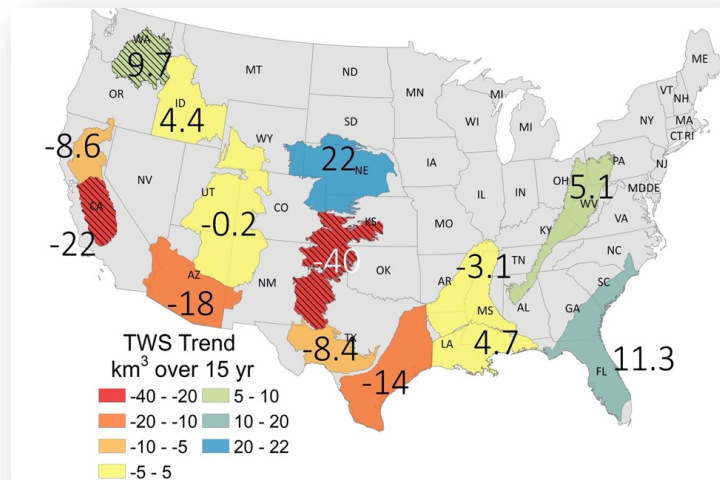 WA
9.7
MT
ND
MN
ME
OR
ID
4.4
SD
WI
MI
MI
VT
NH
NY
MA
CT RI
-8.6
WY
22
NE
IA
PA
NJ
NV
UT
-0.2
CO
IL
IN
OH
5.1
WV
MD DE
VA
KY
CA
-22
KS
-40
MO
NC
AZ
-18
NM
OK
AR
-3.1
TN
SC
MS
AL
GA
TX
-8.4
LA
4.7
FL
11.3
-14
TWS Trend
km³ over 15 yr
-40 - -20
5 - 10
-20 - -10
10 - 20
-10 - -5
20 - 22
-5 - 5